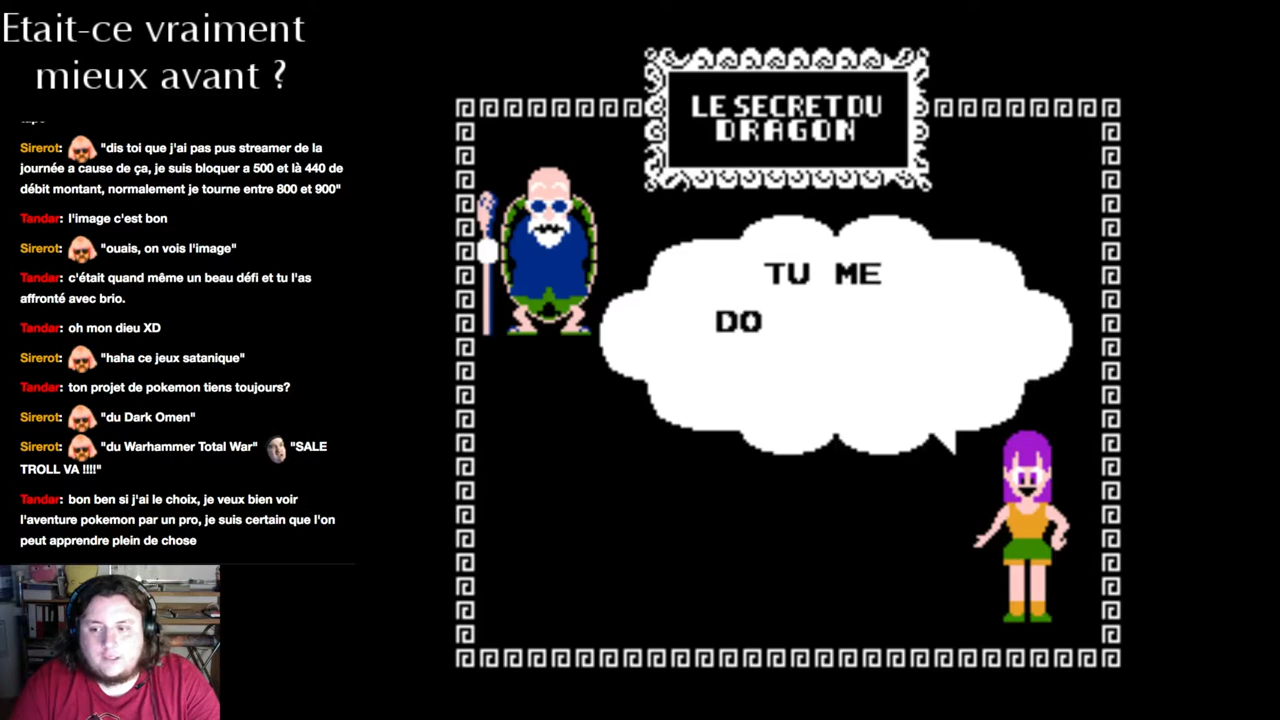 Etait-ce vraiment
mieux avant ?
Sirerot: "dis toi que j'ai pas pus streamer de la
journée a cause de ça, je suis bloquer a 500 et là 440 de
débit montant, normalement je tourne entre 800 et 900"
Tandar: l'image c'est bon
Sirerot: "ouais, on vois l'image"
Tandar: c'était quand même un beau défi et tu l'as
affronté avec brio.
Tandar: oh mon dieu XD
Sirerot: "haha ce jeux satanique"
Tandar: ton projet de pokemon tiens toujours?
Sirerot: "du Dark Omen"
Sirerot: "du Warhammer Total War" "SALE
TROLL VA !!!!"
Tandar: bon ben si j'ai le choix, je veux bien voir
l'aventure pokemon par un pro, je suis certain que l'on
peut apprendre plein de chose
LE SECRET DU
DRAGON
TU ME
DO